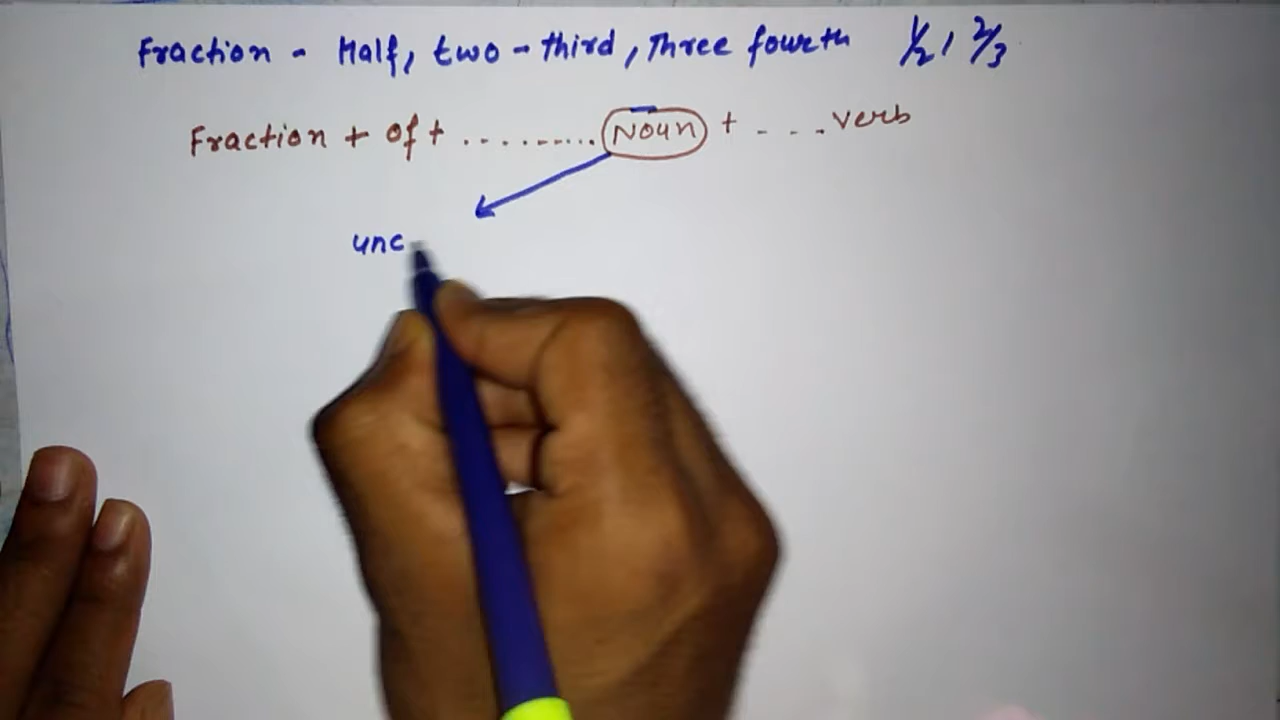 Fraction - Half, two-third, Three fourth 1/2, 2/3
Fraction + of + .......... Noun + - - - . verb
unc